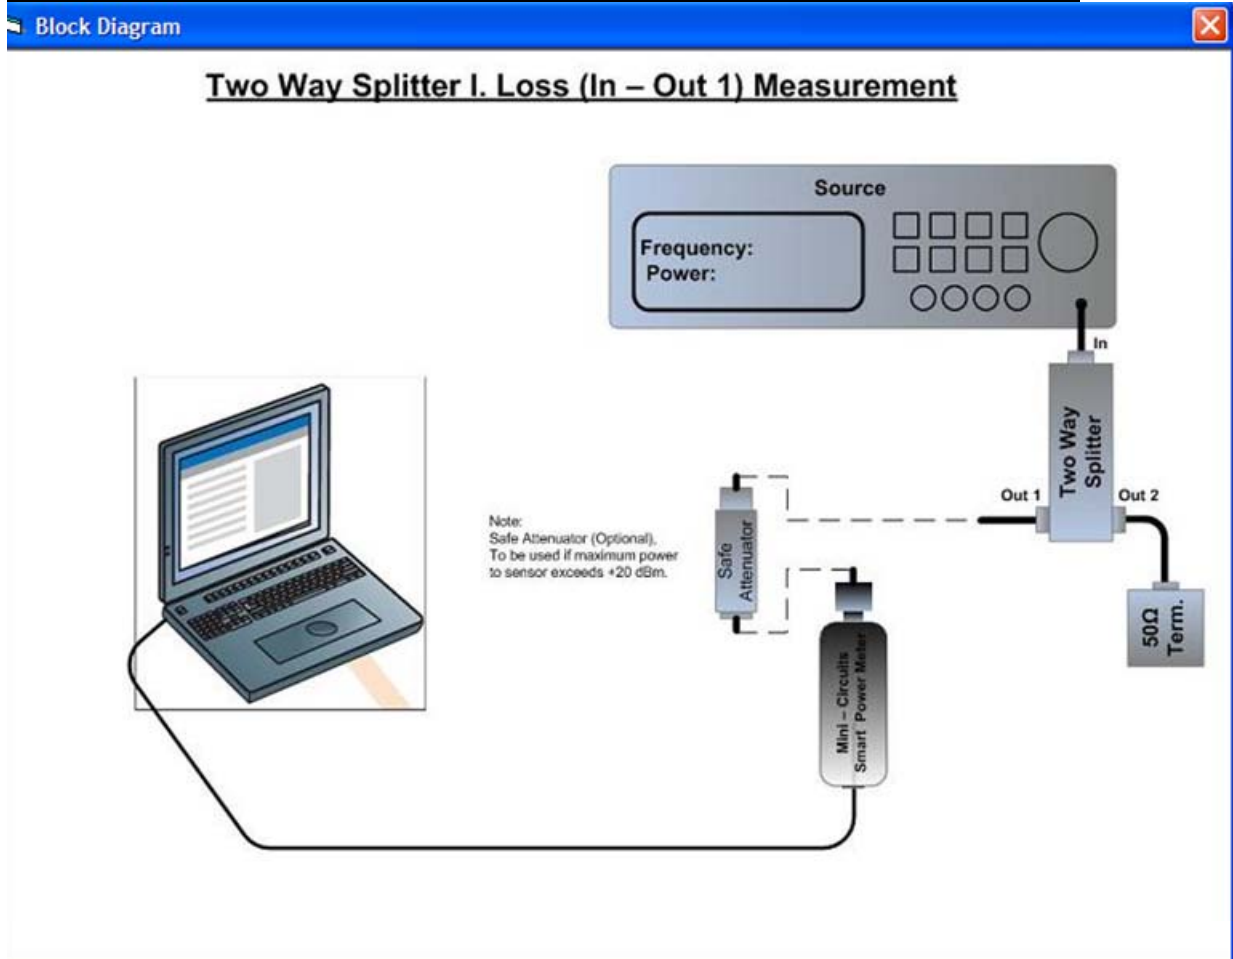 Block Diagram
Two Way Splitter I. Loss (In – Out 1) Measurement
Source
Frequency:
Power:
In
Two Way
Splitter
Out 1
Out 2
50Ω
Term.
Note:
Safe Attenuator (Optional),
To be used if maximum power
to sensor exceeds +20 dBm.
Safe
Attenuator
Mini – Circuits
Smart Power Meter